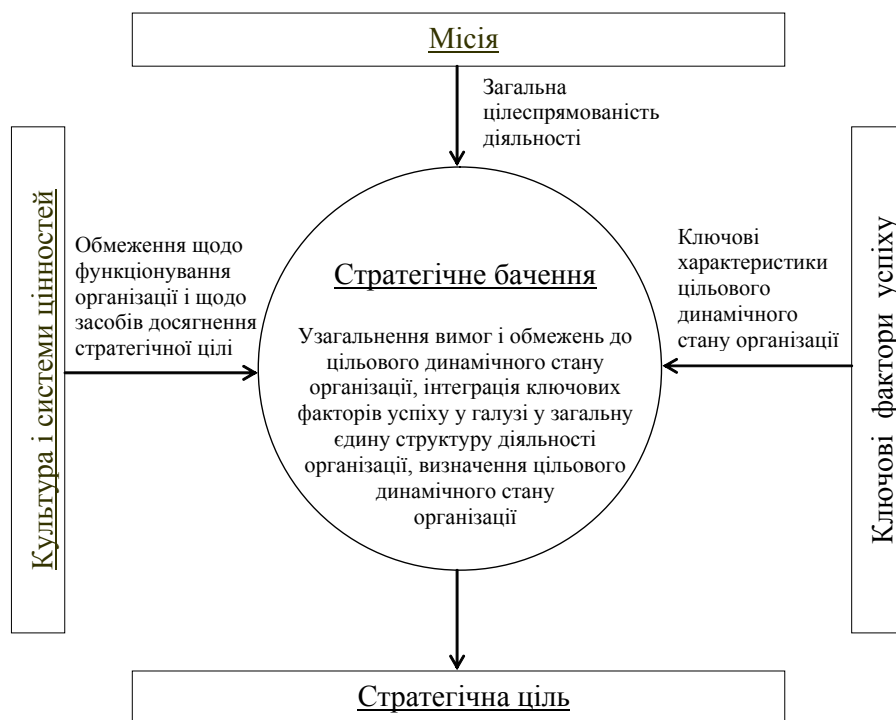 Місія
Загальна
цілеспрямованість
діяльності
Культура і системи цінностей
Обмеження щодо
функціонування
організації і щодо
засобів досягнення
стратегічної цілі
Стратегічне бачення
Узагальнення вимог і обмежень до
цільового динамічного стану
організації, інтеграція ключових
факторів успіху у галузі у загальну
єдину структуру діяльності
організації, визначення цільового
динамічного стану
організації
Ключові
характеристики
цільового
динамічного
стану організації
Ключові фактори успіху
Стратегічна ціль